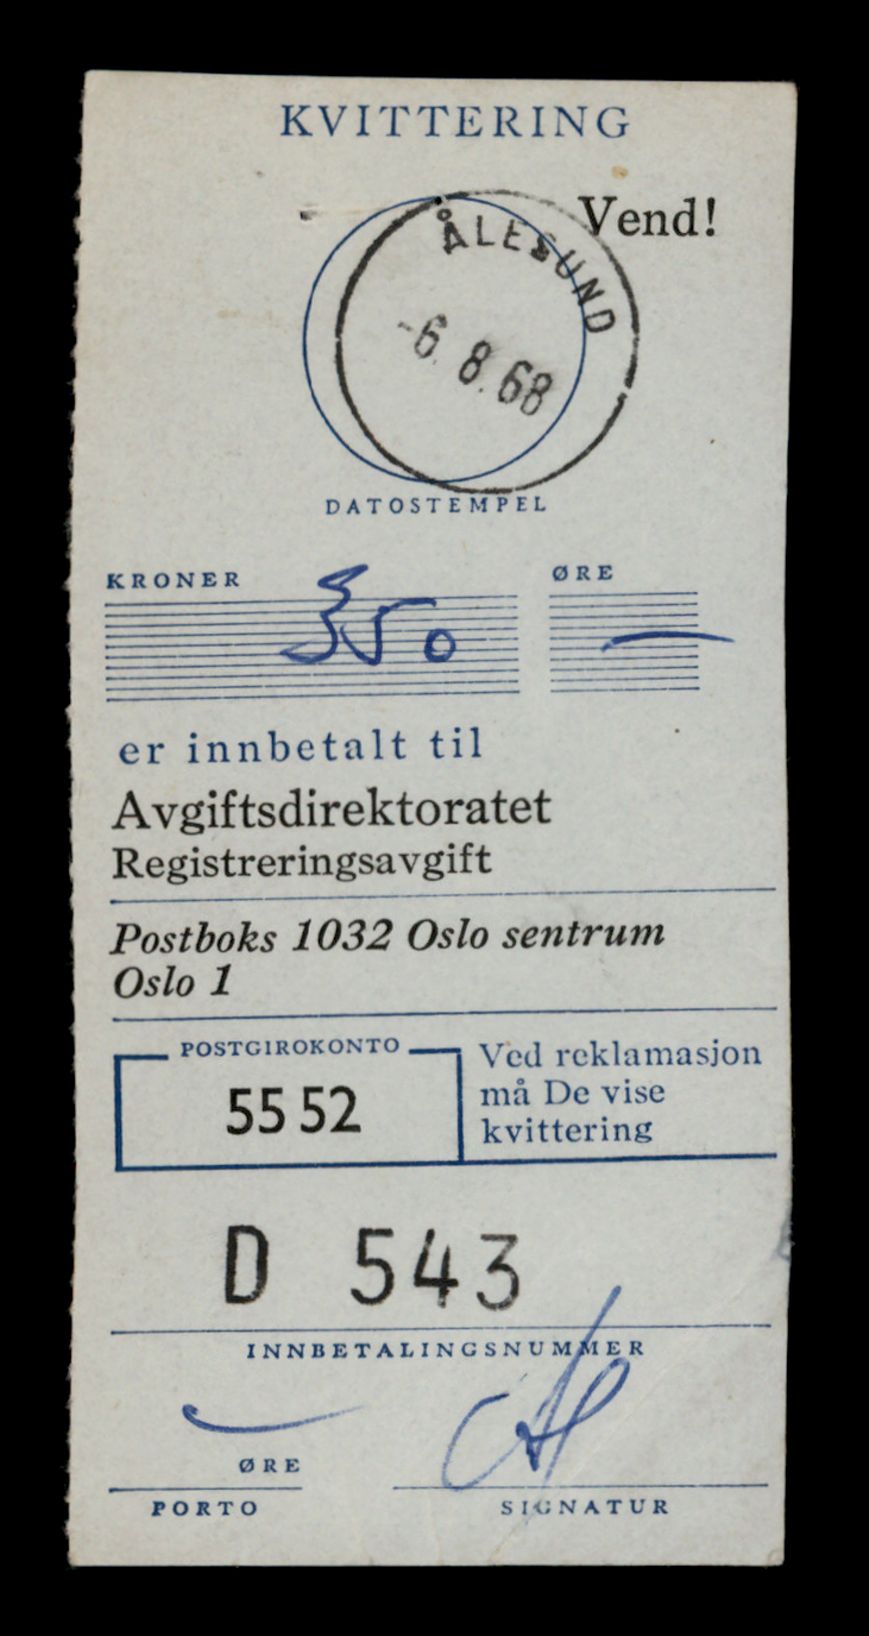 KVITTERING
Vend!
ÅLESUND
-6.8.68
DATOSTEMPEL
KRONER ØRE
350 —
er innbetalt til
Avgiftsdirektoratet
Registreringsavgift
Postboks 1032 Oslo sentrum
Oslo 1
POSTGIROKONTO
55 52
Ved reklamasjon
må De vise
kvittering
D 543
INNBETALINGSNUMMER
ØRE
PORTO SIGNATUR